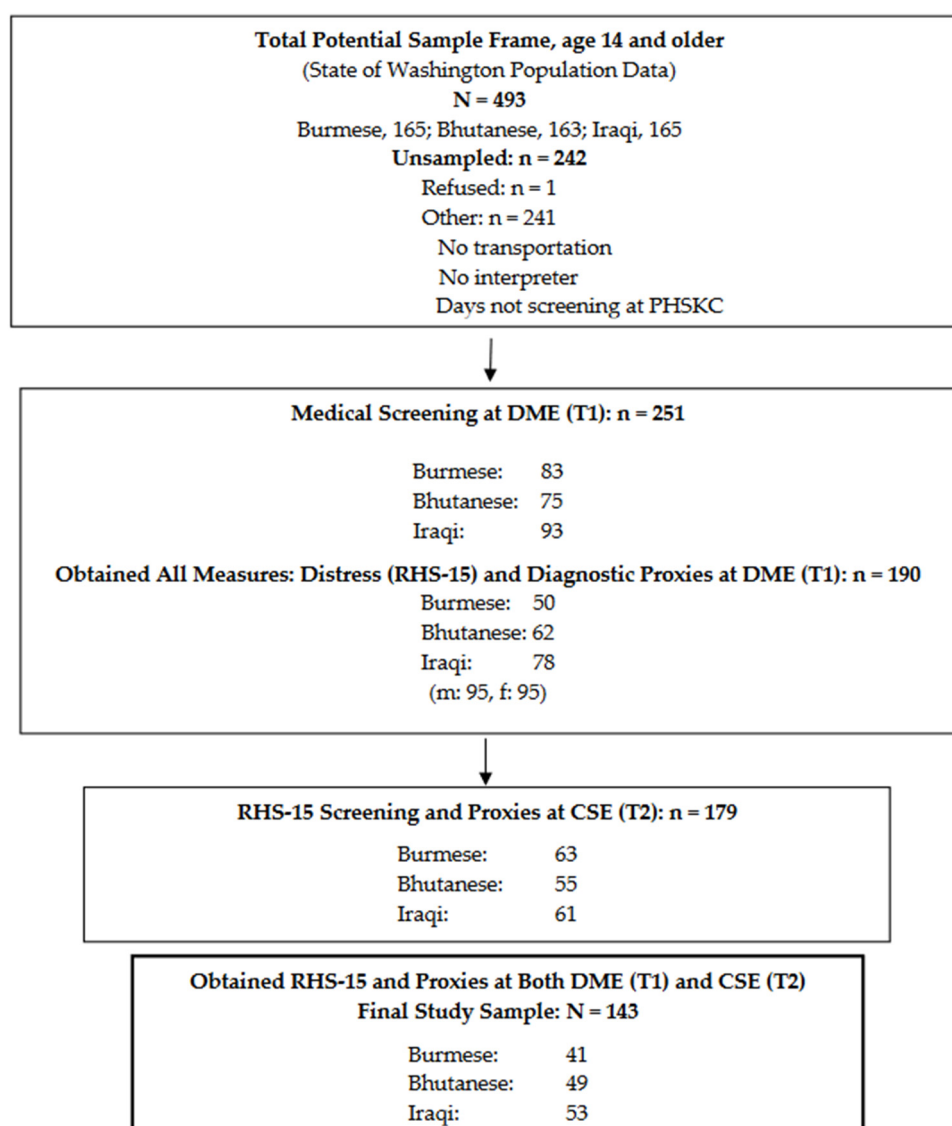 Total Potential Sample Frame, age 14 and older
(State of Washington Population Data)
N = 493
Burmese, 165; Bhutanese, 163; Iraqi, 165
Unsampled: n = 242
Refused: n = 1
Other: n = 241
No transportation
No interpreter
Days not screening at PHSKC
Medical Screening at DME (T1): n = 251
Burmese: 83
Bhutanese: 75
Iraqi: 93
Obtained All Measures: Distress (RHS-15) and Diagnostic Proxies at DME (T1): n = 190
Burmese: 50
Bhutanese: 62
Iraqi: 78
(m: 95, f: 95)
RHS-15 Screening and Proxies at CSE (T2): n = 179
Burmese: 63
Bhutanese: 55
Iraqi: 61
Obtained RHS-15 and Proxies at Both DME (T1) and CSE (T2)
Final Study Sample: N = 143
Burmese: 41
Bhutanese: 49
Iraqi: 53